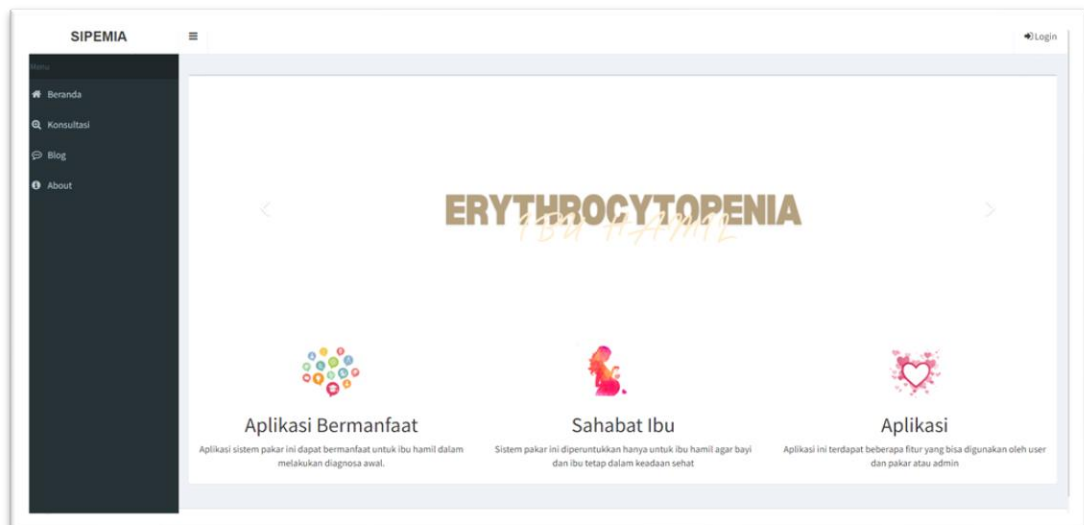 SIPEMIA
Login
Menu
Beranda
Konsultasi
Blog
About
ERYTHROCYTOPENIA
IBU HAMIL
Aplikasi Bermanfaat
Aplikasi sistem pakar ini dapat bermanfaat untuk ibu hamil dalam
melakukan diagnosa awal.
Sahabat Ibu
Sistem pakar ini diperuntukkan hanya untuk ibu hamil agar bayi
dan ibu tetap dalam keadaan sehat
Aplikasi
Aplikasi ini terdapat beberapa fitur yang bisa digunakan oleh user
dan pakar atau admin